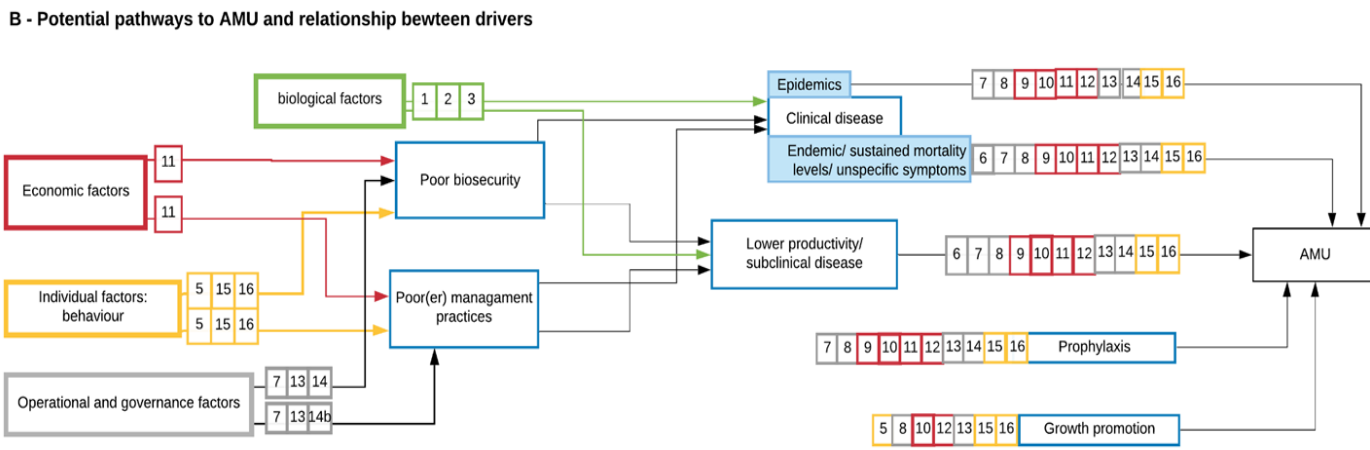 B - Potential pathways to AMU and relationship bewteen drivers
biological factors
1 2 3
Epidemics
7 8 9 10 11 12 13 14 15 16
Clinical disease
Endemic/ sustained mortality
levels/ unspecific symptoms
6 7 8 9 10 11 12 13 14 15 16
Economic factors
11
11
Poor biosecurity
Lower productivity/
subclinical disease
6 7 8 9 10 11 12 13 14 15 16
AMU
Individual factors:
behaviour
5 15 16
5 15 16
Poor(er) managament
practices
7 8 9 10 11 12 13 14 15 16
Prophylaxis
Operational and governance factors
7 13 14
7 13 14b
5 8 10 12 13 15 16
Growth promotion